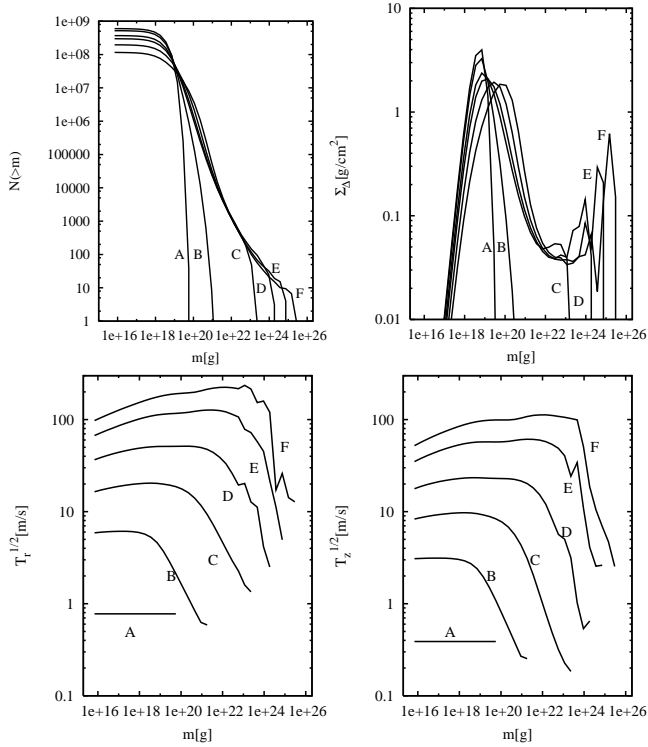 1e+09
1e+08
1e+07
1e+06
100000
10000
1000
100
10
1
N(>m)
A B C D E F
1e+16 1e+18 1e+20 1e+22 1e+24 1e+26
m[g]
10
1
0.1
0.01
Σ_Δ[g/cm²]
A B C D E F
1e+16 1e+18 1e+20 1e+22 1e+24 1e+26
m[g]
100
10
1
0.1
T_r^1/2[m/s]
A
B
C
D
E
F
1e+16 1e+18 1e+20 1e+22 1e+24 1e+26
m[g]
100
10
1
0.1
T_z^1/2[m/s]
A
B
C
D
E
F
1e+16 1e+18 1e+20 1e+22 1e+24 1e+26
m[g]